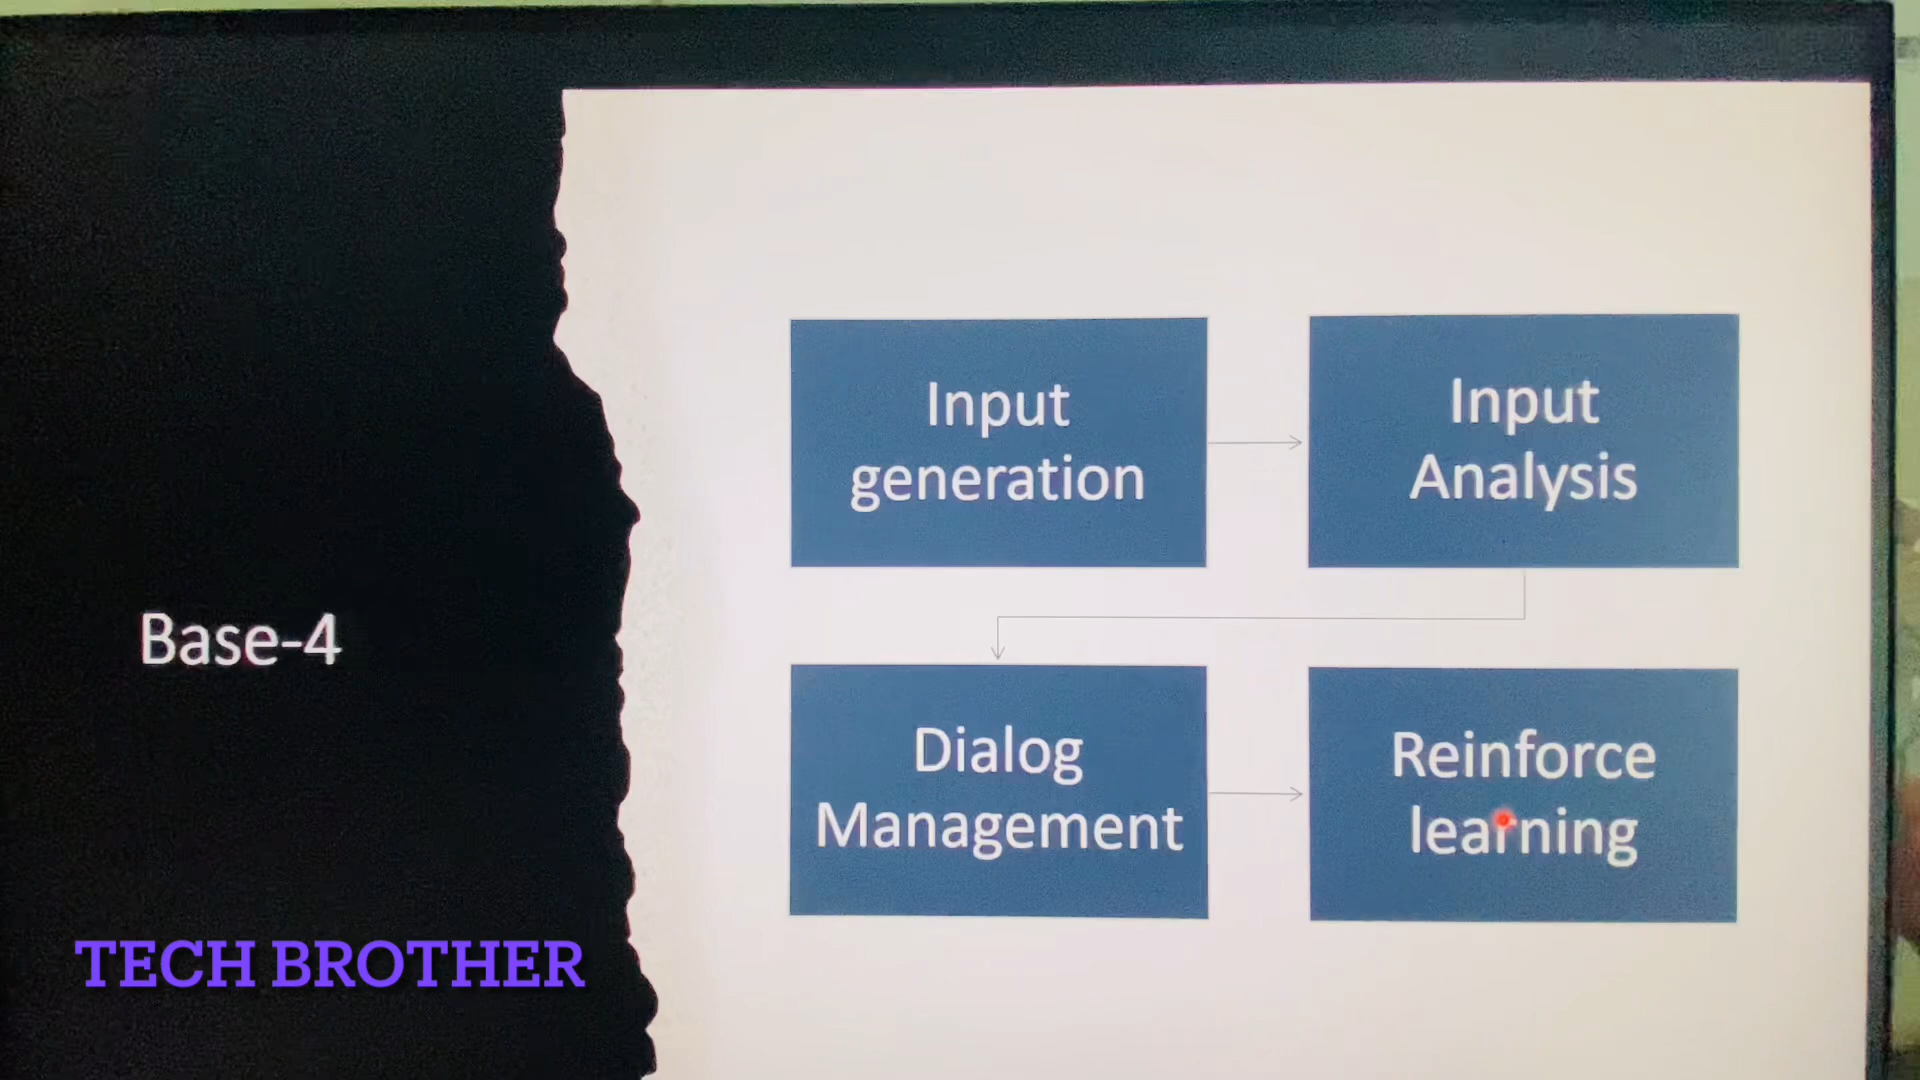 Base-4
Input
generation
Input
Analysis
Dialog
Management
Reinforce
learning
TECH BROTHER